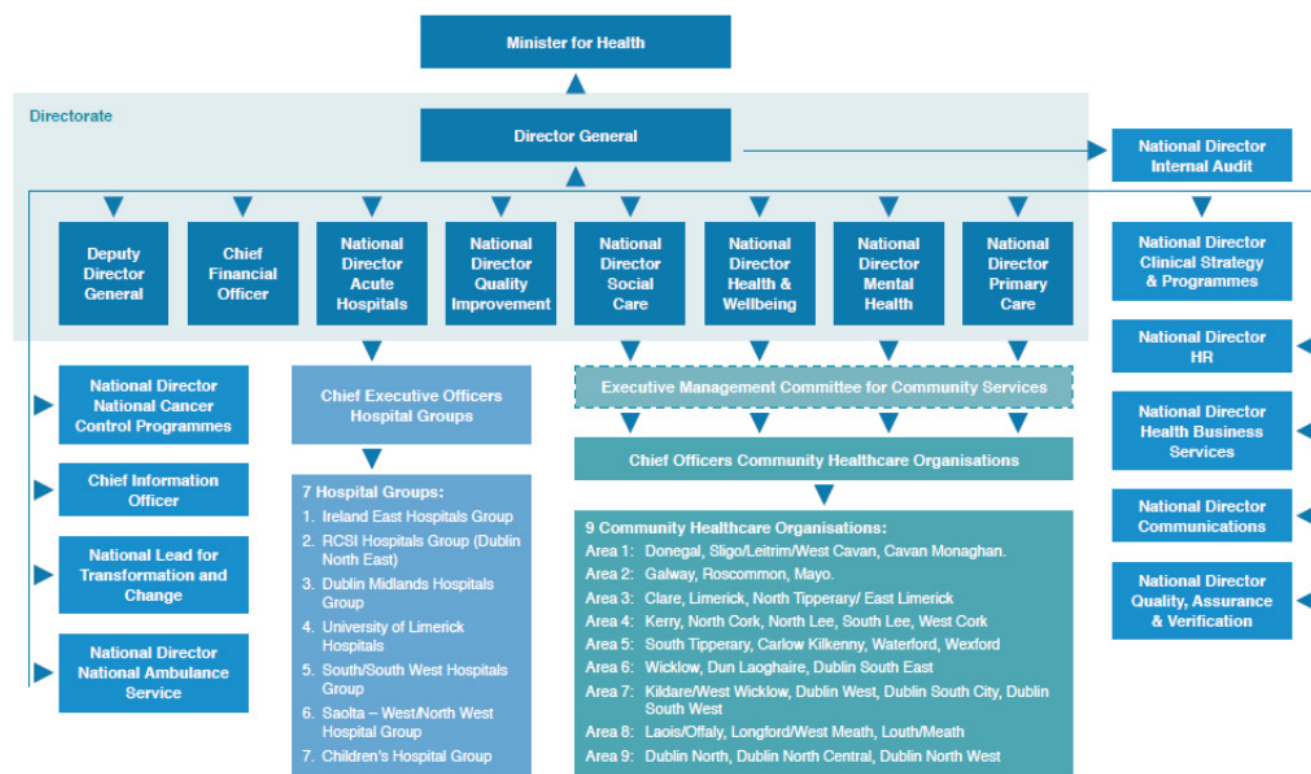 Minister for Health
Directorate
Director General
National Director
Internal Audit
Deputy
Director
General
Chief
Financial
Officer
National
Director
Acute
Hospitals
National
Director
Quality
Improvement
National
Director
Social
Care
National
Director
Health &
Wellbeing
National
Director
Mental
Health
National
Director
Primary
Care
National Director
Clinical Strategy
& Programmes
National Director
HR
National Director
Health Business
Services
National Director
Communications
National Director
Quality, Assurance
& Verification
National Director
National Cancer
Control Programmes
Chief Information
Officer
National Lead for
Transformation and
Change
National Director
National Ambulance
Service
Chief Executive Officers
Hospital Groups
7 Hospital Groups:
1. Ireland East Hospitals Group
2. RCSI Hospitals Group (Dublin
North East)
3. Dublin Midlands Hospitals
Group
4. University of Limerick
Hospitals
5. South/South West Hospitals
Group
6. Saolta – West/North West
Hospital Group
7. Children's Hospital Group
Executive Management Committee for Community Services
Chief Officers Community Healthcare Organisations
9 Community Healthcare Organisations:
Area 1: Donegal, Sligo/Leitrim/West Cavan, Cavan Monaghan.
Area 2: Galway, Roscommon, Mayo.
Area 3: Clare, Limerick, North Tipperary/ East Limerick
Area 4: Kerry, North Cork, North Lee, South Lee, West Cork
Area 5: South Tipperary, Carlow Kilkenny, Waterford, Wexford
Area 6: Wicklow, Dun Laoghaire, Dublin South East
Area 7: Kildare/West Wicklow, Dublin West, Dublin South City, Dublin
South West
Area 8: Laois/Offaly, Longford/West Meath, Louth/Meath
Area 9: Dublin North, Dublin North Central, Dublin North West